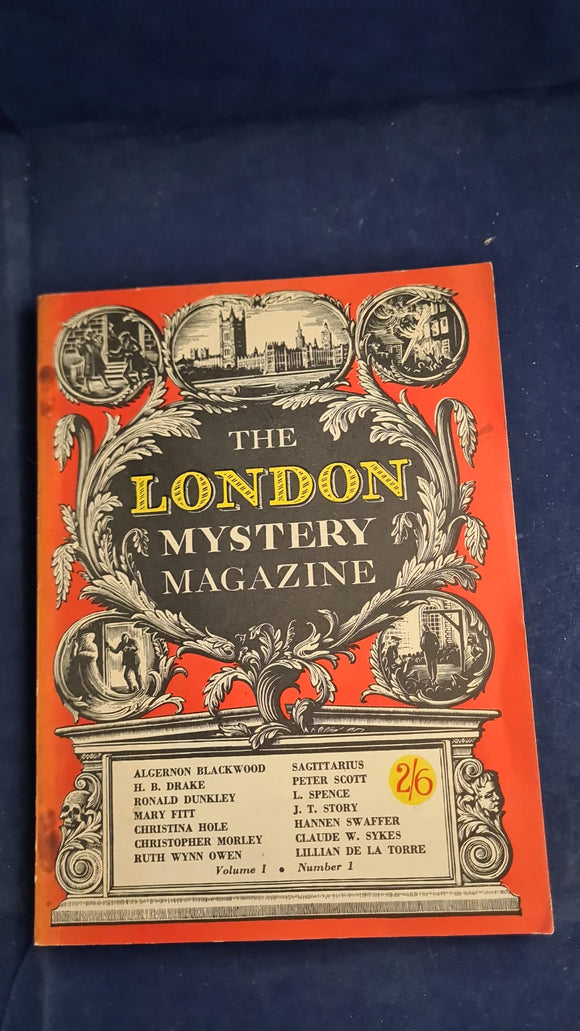 THE
LONDON
MYSTERY
MAGAZINE
ALGERNON BLACKWOOD
H. B. DRAKE
RONALD DUNKLEY
MARY FITT
CHRISTINA HOLE
CHRISTOPHER MORLEY
RUTH WYNN OWEN
SAGITTARIUS
PETER SCOTT
L. SPENCE
J. T. STORY
HANNEN SWAFFER
CLAUDE W. SYKES
LILLIAN DE LA TORRE
2/6
Volume I • Number 1